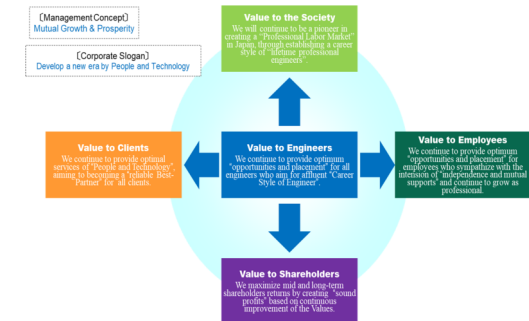 〔Management Concept〕
Mutual Growth & Prosperity
〔Corporate Slogan〕
Develop a new era by People and Technology
Value to the Society
We will continue to be a pioneer in
creating a "Professional Labor Market"
in Japan, through establishing a career
style of "lifetime professional
engineers".
Value to Clients
We continue to provide optimal
services of "People and Technology",
aiming to becoming a "reliable Best-
Partner" for all clients.
Value to Engineers
We continue to provide optimum
"opportunities and placement" for all
engineers who aim for affluent "Career
Style of Engineer".
Value to Employees
We continue to provide optimum
"opportunities and placement" for
employees who sympathize with the
intension of "independence and mutual
supports" and continue to grow as
professional.
Value to Shareholders
We maximize mid and long-term
shareholders returns by creating "sound
profits" based on continuous
improvement of the Values.